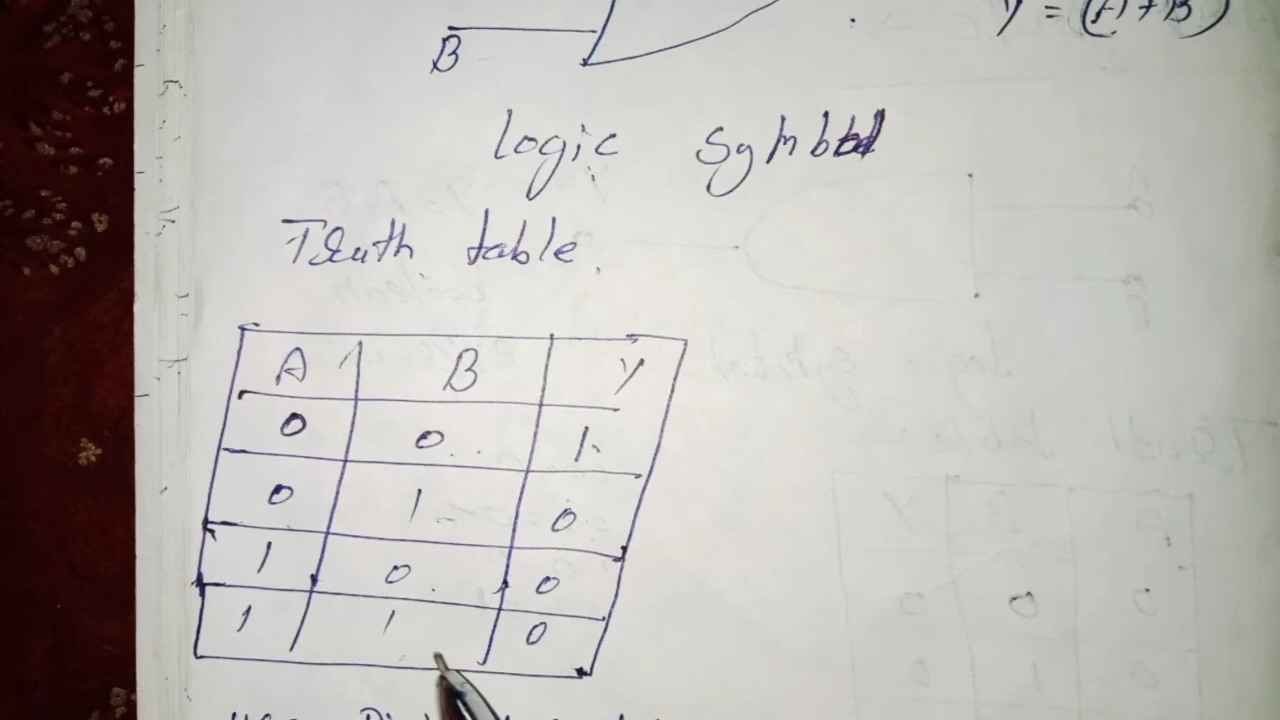 B Y = (A+B)
Logic Symbol
Truth table.
A B Y
0 0 1
0 1 0
1 0 0
1 1 0